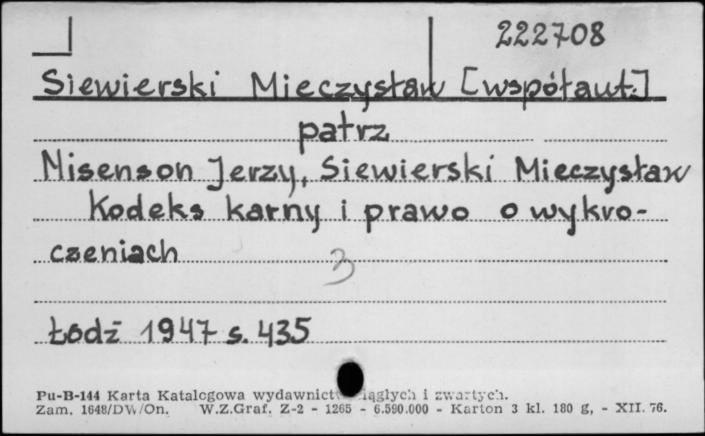 222708
Siewierski Mieczysław [współaut.]
patrz
Nisenson Jerzy, Siewierski Mieczysław
Kodeks karny i prawo o wykro-
czeniach
3
Łódź 1947 s. 435
Pu-B-144 Karta Katalogowa wydawnictw ciągłych i zwartych.
Zam. 1648/DW/On. W.Z.Graf. Z-2 - 1265 - 6.590.000 - Karton 3 kl. 180 g, - XII. 76.